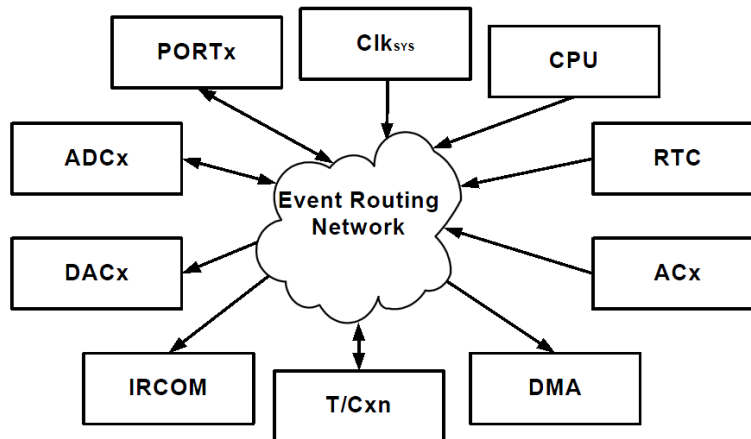 PORTx
ClkSYS
CPU
ADCx
Event Routing
Network
RTC
DACx
ACx
IRCOM
T/Cxn
DMA